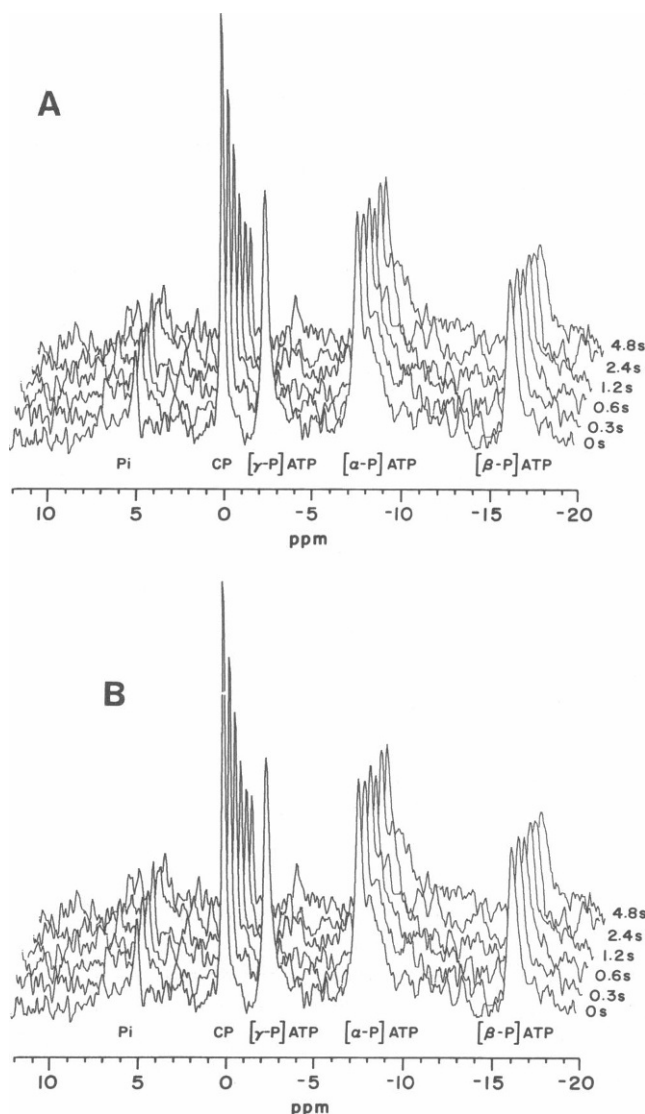 A
4.8s
2.4s
1.2s
0.6s
0.3s
0s
Pi CP [γ-P] ATP [α-P] ATP [β-P] ATP
10 5 0 -5 -10 -15 -20
ppm
B
4.8s
2.4s
1.2s
0.6s
0.3s
0s
Pi CP [γ-P] ATP [α-P] ATP [β-P] ATP
10 5 0 -5 -10 -15 -20
ppm